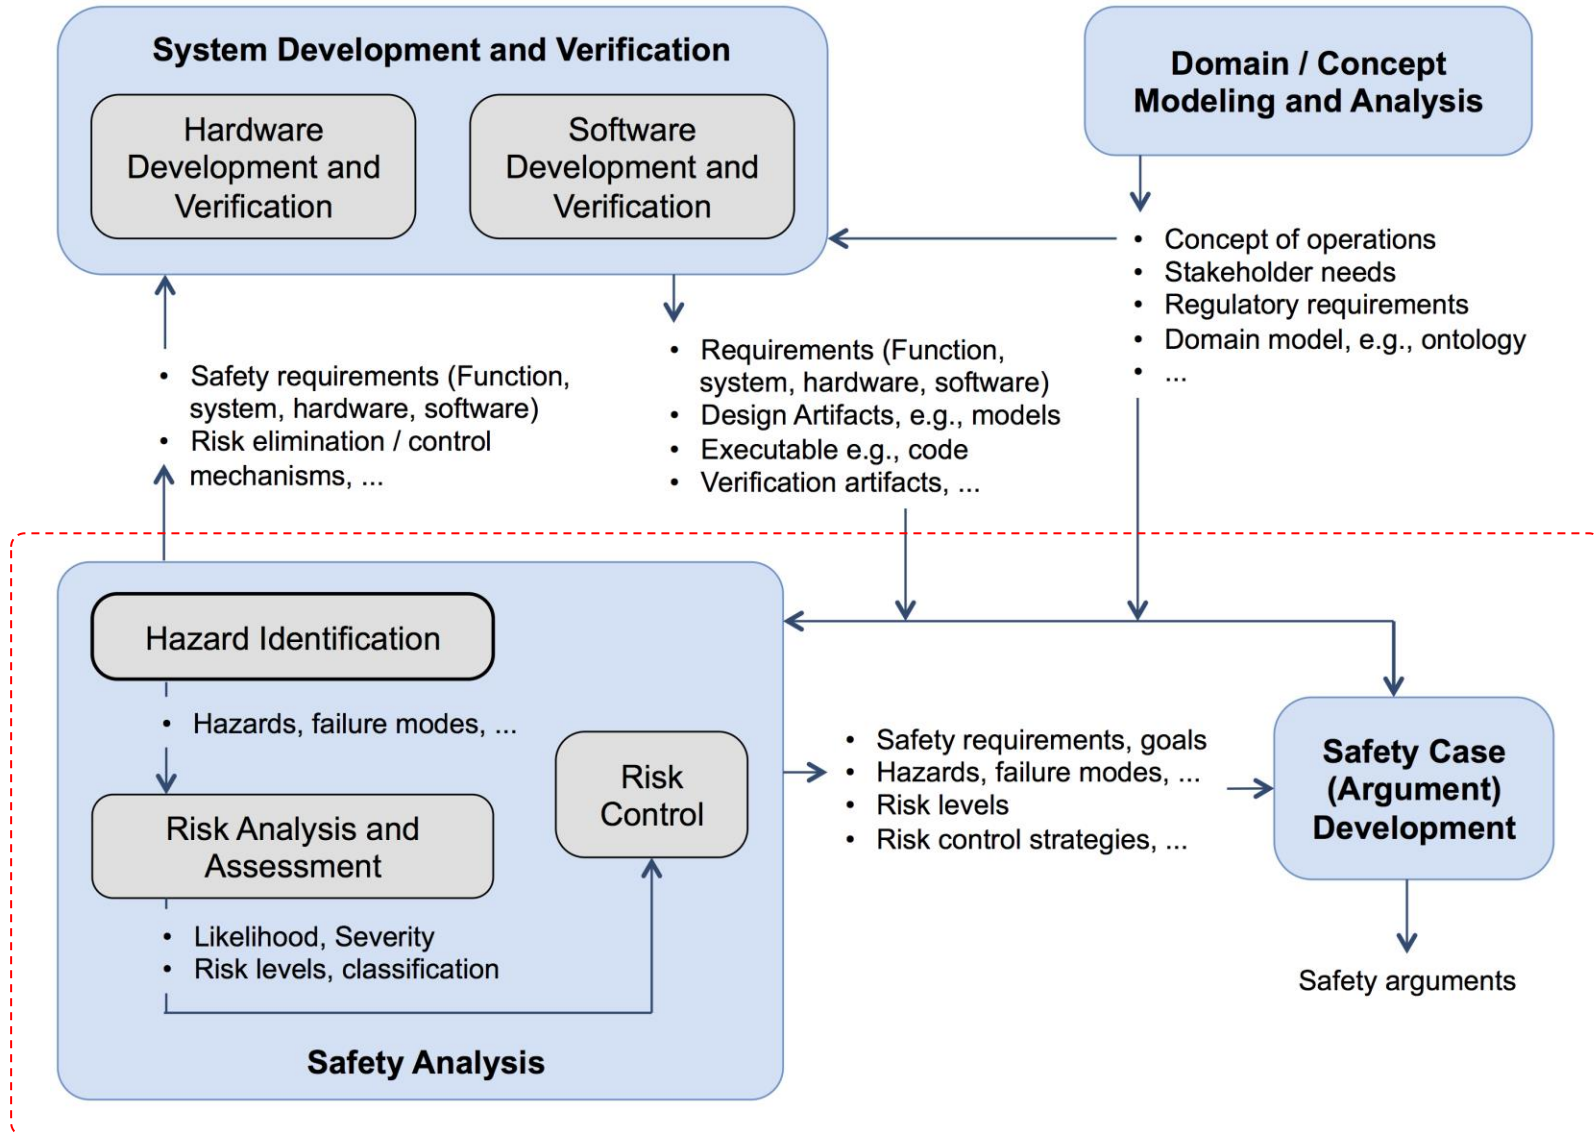 System Development and Verification
Hardware
Development and
Verification
Software
Development and
Verification
Domain / Concept
Modeling and Analysis
• Concept of operations
• Stakeholder needs
• Regulatory requirements
• Domain model, e.g., ontology
• ...
• Safety requirements (Function,
system, hardware, software)
• Risk elimination / control
mechanisms, ...
• Requirements (Function,
system, hardware, software)
• Design Artifacts, e.g., models
• Executable e.g., code
• Verification artifacts, ...
Hazard Identification
• Hazards, failure modes, ...
Risk Analysis and
Assessment
• Likelihood, Severity
• Risk levels, classification
Risk
Control
Safety Analysis
• Safety requirements, goals
• Hazards, failure modes, ...
• Risk levels
• Risk control strategies, ...
Safety Case
(Argument)
Development
Safety arguments